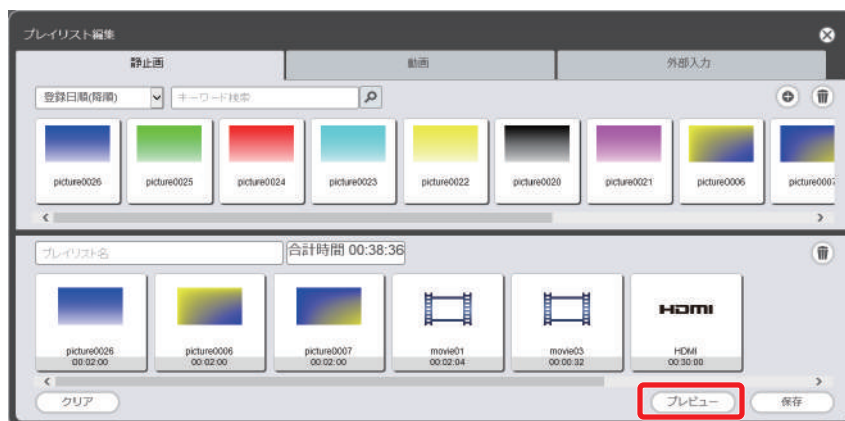 プレイリスト編集
静止画 動画 外部入力
登録日順(降順) キーワード検索
picture0026 picture0025 picture0024 picture0023 picture0022 picture0020 picture0021 picture0006 picture0007
プレイリスト名 合計時間 00:38:36
HDMI
picture0026 picture0006 picture0007 movie01 movie03 HDMI
00:02:00 00:02:00 00:02:00 00:02:04 00:00:32 00:30:00
クリア プレビュー 保存